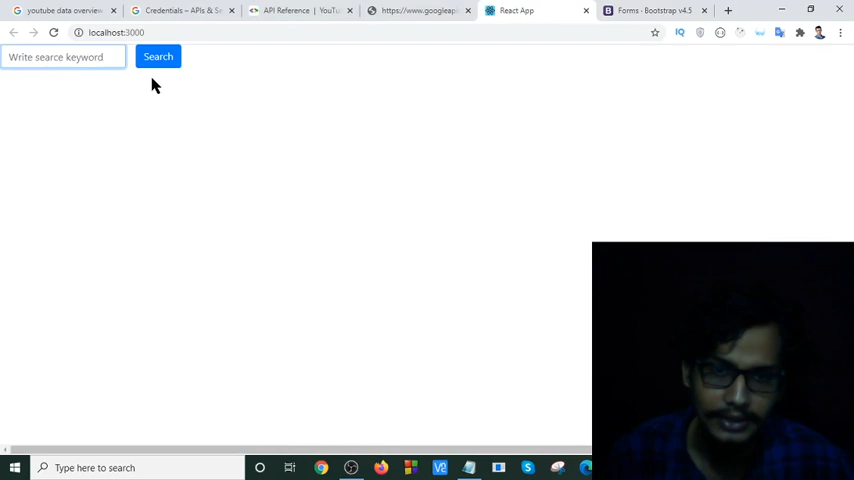 youtube data overview
Credentials – APIs & Se
API Reference | YouTu
https://www.googleapi
React App
Forms · Bootstrap v4.5
localhost:3000
IQ
Write searce keyword
Search
Type here to search